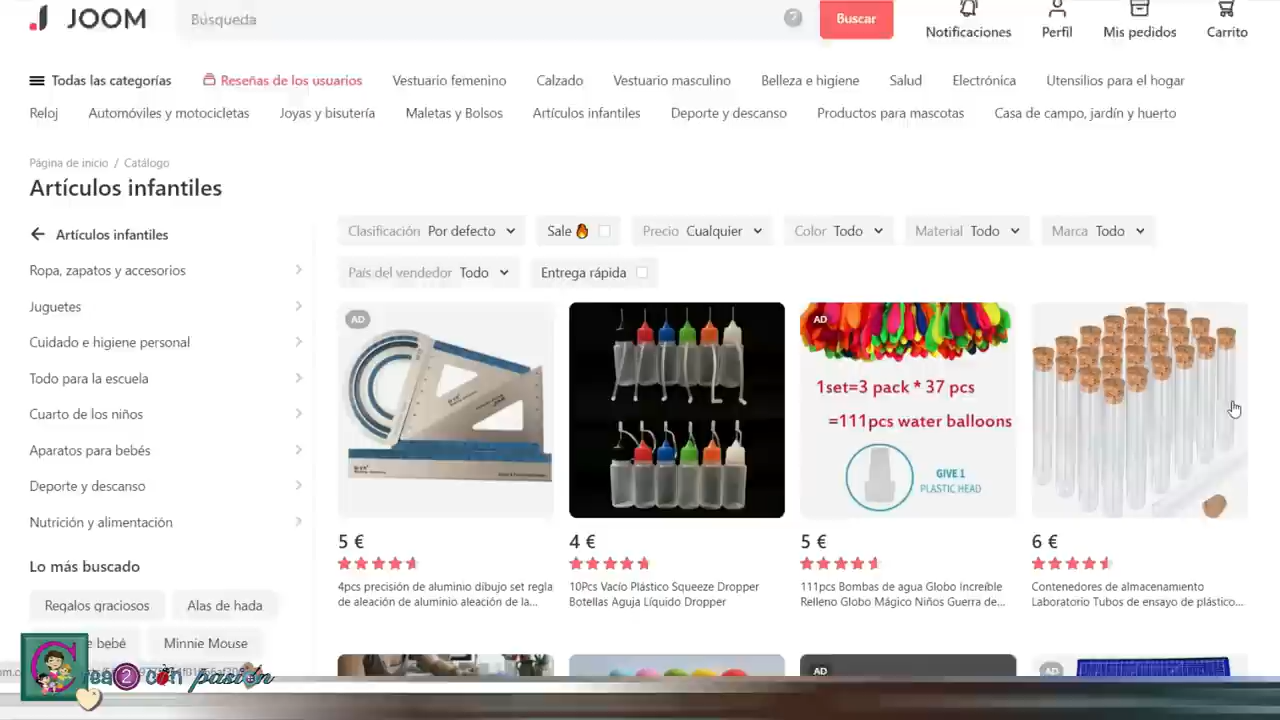 JOOM
Búsqueda
?
Buscar
Notificaciones
Perfil
Mis pedidos
Carrito
Todas las categorías
Reseñas de los usuarios
Vestuario femenino
Calzado
Vestuario masculino
Belleza e higiene
Salud
Electrónica
Utensilios para el hogar
Reloj
Automóviles y motocicletas
Joyas y bisutería
Maletas y Bolsos
Artículos infantiles
Deporte y descanso
Productos para mascotas
Casa de campo, jardín y huerto
Página de inicio / Catálogo
Artículos infantiles
Artículos infantiles
Ropa, zapatos y accesorios
Juguetes
Cuidado e higiene personal
Todo para la escuela
Cuarto de los niños
Aparatos para bebés
Deporte y descanso
Nutrición y alimentación
Lo más buscado
Regalos graciosos
Alas de hada
e bebé
Minnie Mouse
Clasificación Por defecto
Sale
Precio Cualquier
Color Todo
Material Todo
Marca Todo
País del vendedor Todo
Entrega rápida
AD
5 €
4pcs precisión de aluminio dibujo set regla
de aleación de aluminio aleación de la...
4 €
10Pcs Vacío Plástico Squeeze Dropper
Botellas Aguja Líquido Dropper
AD
1set=3 pack * 37 pcs
=111pcs water balloons
GIVE 1
PLASTIC HEAD
5 €
111pcs Bombas de agua Globo Increíble
Relleno Globo Mágico Niños Guerra de...
6 €
Contenedores de almacenamiento
Laboratorio Tubos de ensayo de plástico...
AD
AD
2 con pasión